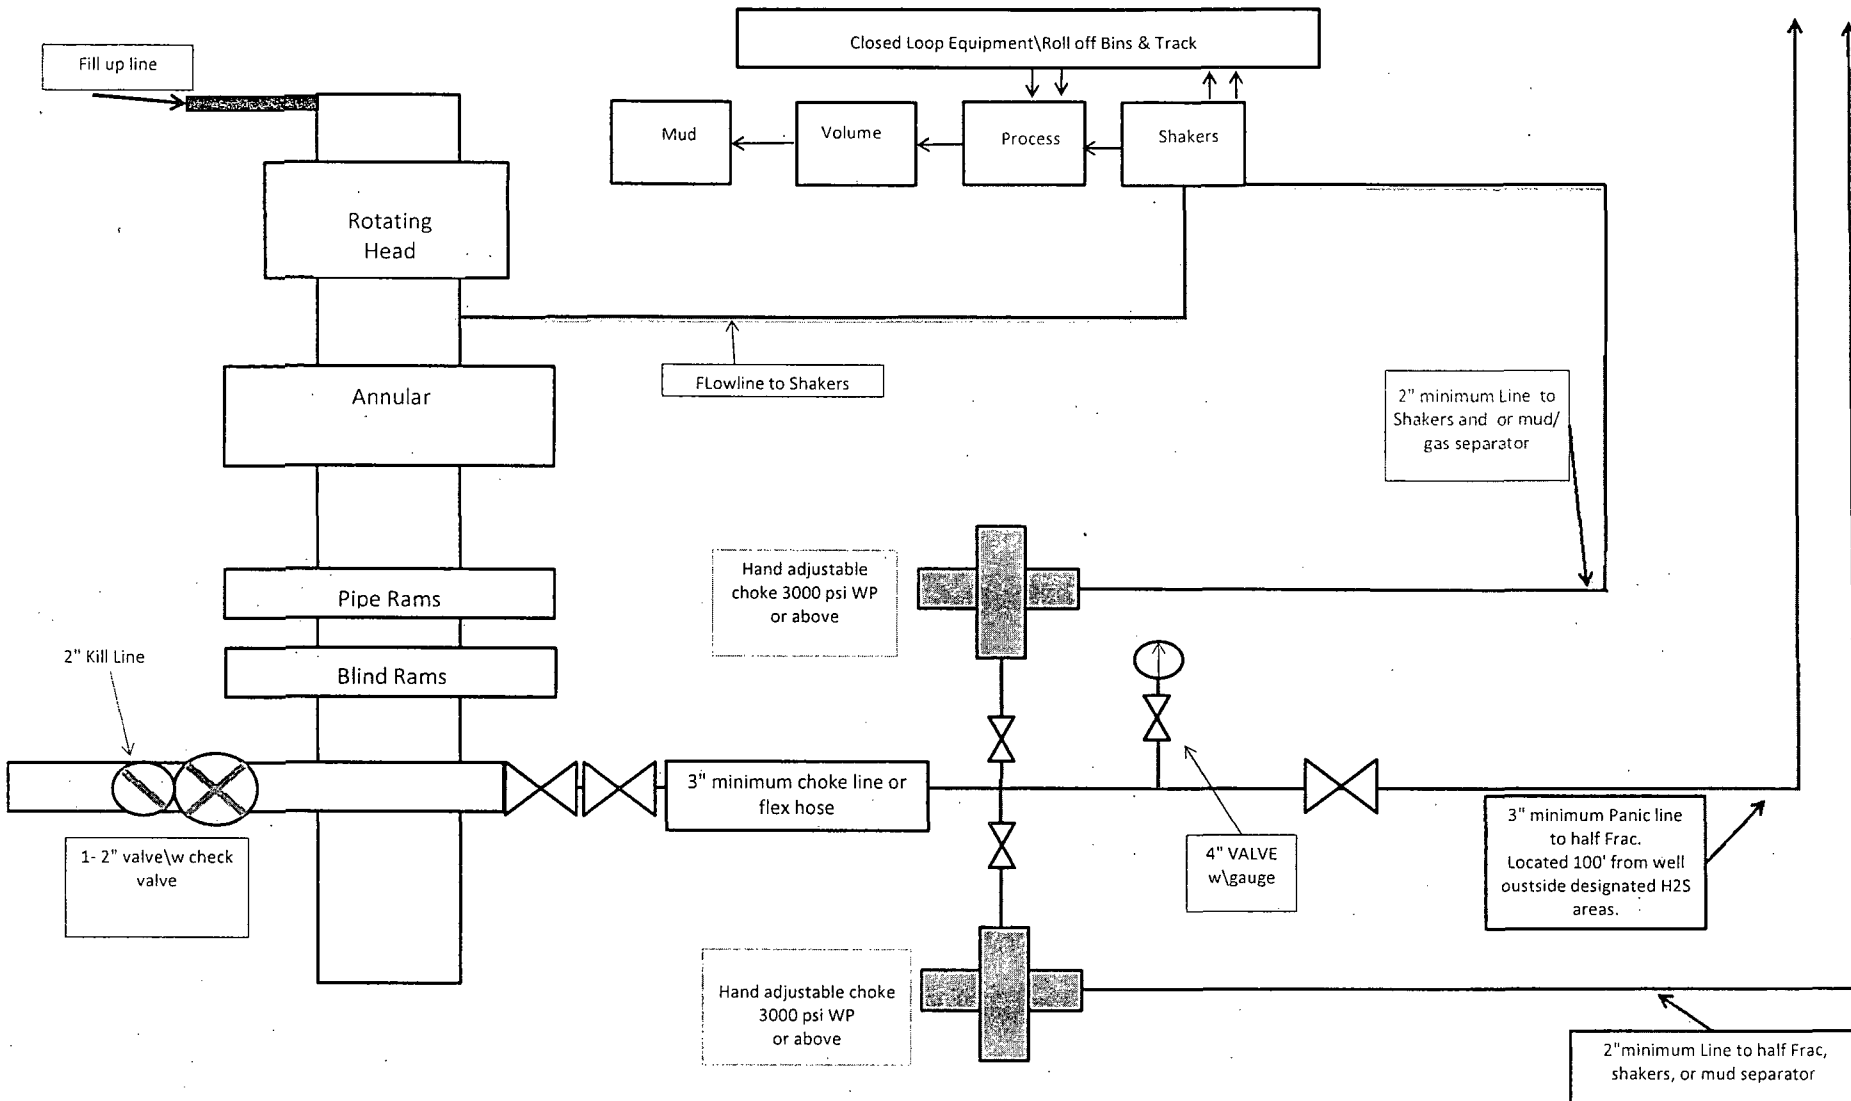 Closed Loop Equipment\Roll off Bins & Track
Fill up line
Mud
Volume
Process
Shakers
Rotating
Head
FLowline to Shakers
Annular
2" minimum Line to
Shakers and or mud/
gas separator
Hand adjustable
choke 3000 psi WP
or above
Pipe Rams
2" Kill Line
Blind Rams
3" minimum choke line or
flex hose
1- 2" valve\w check
valve
4" VALVE
w\gauge
3" minimum Panic line
to half Frac.
Located 100' from well
oustside designated H2S
areas.
Hand adjustable choke
3000 psi WP
or above
2"minimum Line to half Frac,
shakers, or mud separator